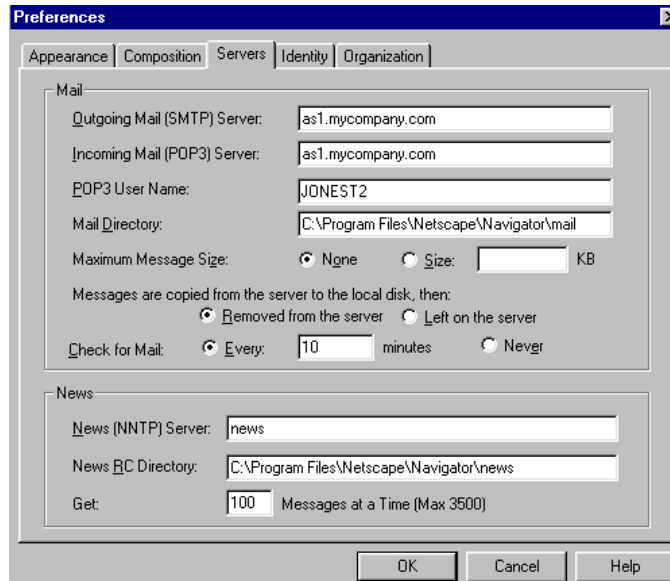 Preferences
Appearance Composition Servers Identity Organization
Mail
Outgoing Mail (SMTP) Server: as1.mycompany.com
Incoming Mail (POP3) Server: as1.mycompany.com
POP3 User Name: JONEST2
Mail Directory: C:\Program Files\Netscape\Navigator\mail
Maximum Message Size: None Size: KB
Messages are copied from the server to the local disk, then:
Removed from the server Left on the server
Check for Mail: Every: 10 minutes Never
News
News (NNTP) Server: news
News RC Directory: C:\Program Files\Netscape\Navigator\news
Get: 100 Messages at a Time (Max 3500)
OK Cancel Help